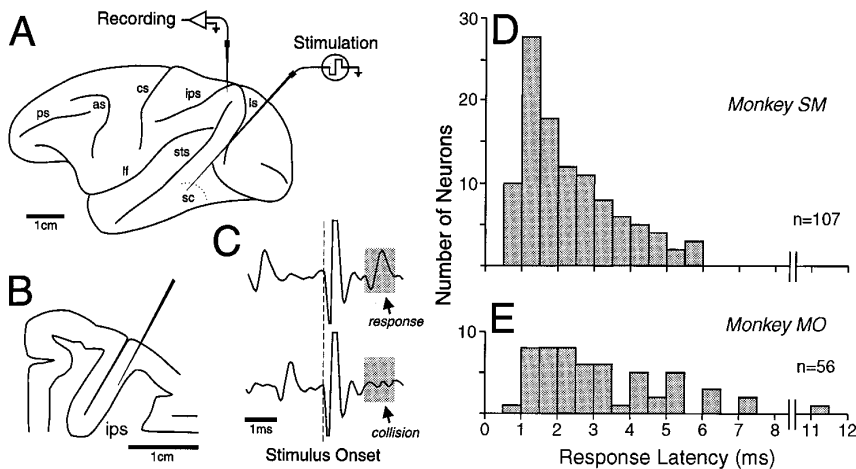 A
Recording
Stimulation
ps
as
cs
ips
ls
lf
sts
sc
1cm
B
ips
1cm
C
response
collision
1ms
Stimulus Onset
D
Monkey SM
n=107
30
20
10
Number of Neurons
E
Monkey MO
n=56
10
0 1 2 3 4 5 6 7 8 11 12
Response Latency (ms)